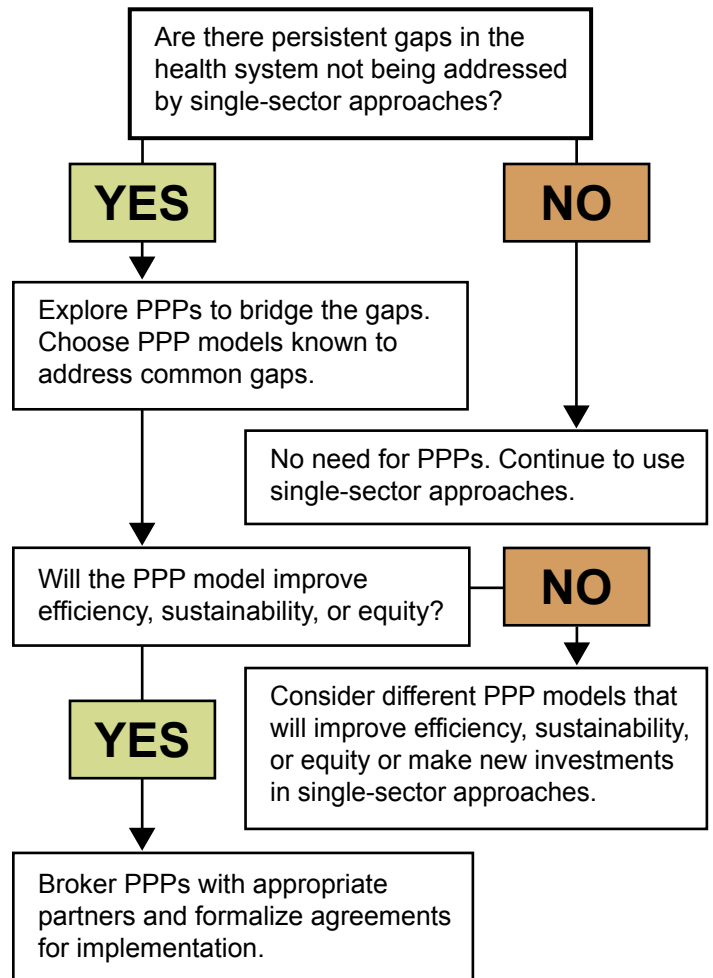 Are there persistent gaps in the
health system not being addressed
by single-sector approaches?
YES
NO
Explore PPPs to bridge the gaps.
Choose PPP models known to
address common gaps.
No need for PPPs. Continue to use
single-sector approaches.
Will the PPP model improve
efficiency, sustainability, or equity?
NO
YES
Consider different PPP models that
will improve efficiency, sustainability,
or equity or make new investments
in single-sector approaches.
Broker PPPs with appropriate
partners and formalize agreements
for implementation.